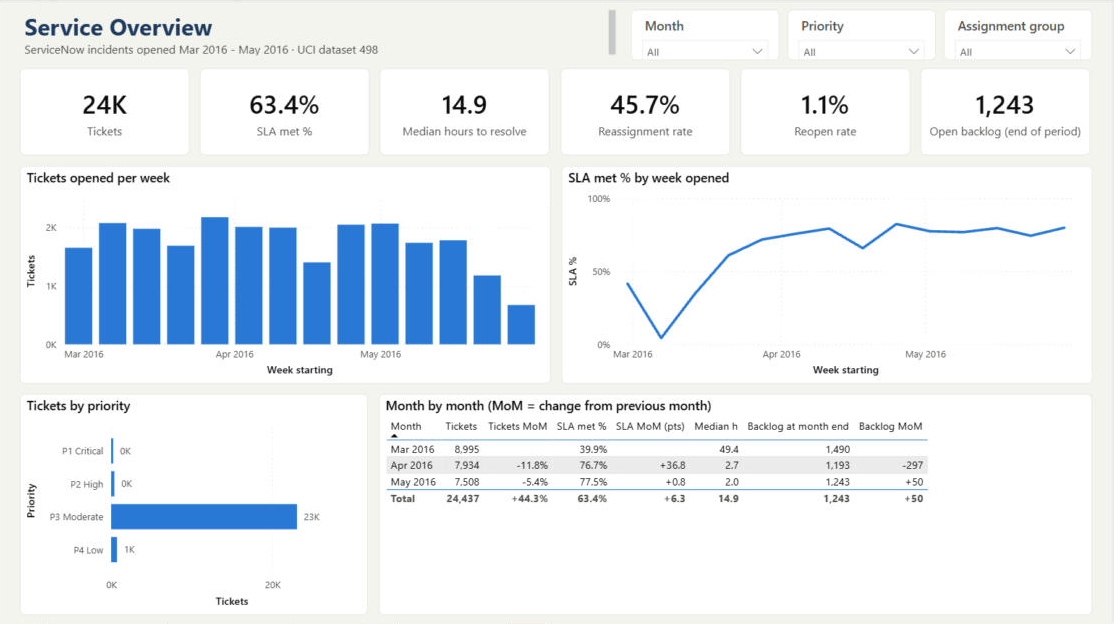 Service Overview
ServiceNow incidents opened Mar 2016 - May 2016 · UCI dataset 498
Month
All
Priority
All
Assignment group
All
24K
Tickets
63.4%
SLA met %
14.9
Median hours to resolve
45.7%
Reassignment rate
1.1%
Reopen rate
1,243
Open backlog (end of period)
Tickets opened per week
2K
1K
0K
Tickets
Mar 2016 Apr 2016 May 2016
Week starting
SLA met % by week opened
100%
50%
0%
SLA %
Mar 2016 Apr 2016 May 2016
Week starting
Tickets by priority
Priority
P1 Critical 0K
P2 High 0K
P3 Moderate 23K
P4 Low 1K
0K 20K
Tickets
Month by month (MoM = change from previous month)
Month Tickets Tickets MoM SLA met % SLA MoM (pts) Median h Backlog at month end Backlog MoM
Mar 2016 8,995 39.9% 49.4 1,490
Apr 2016 7,934 -11.8% 76.7% +36.8 2.7 1,193 -297
May 2016 7,508 -5.4% 77.5% +0.8 2.0 1,243 +50
Total 24,437 +44.3% 63.4% +6.3 14.9 1,243 +50